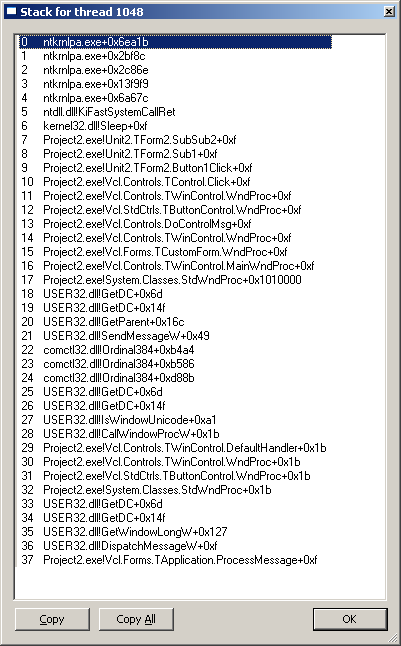 Stack for thread 1048
0 ntkrnlpa.exe+0x6ea1b
1 ntkrnlpa.exe+0x2bf8c
2 ntkrnlpa.exe+0x2c86e
3 ntkrnlpa.exe+0x13f9f9
4 ntkrnlpa.exe+0x6a67c
5 ntdll.dll!KiFastSystemCallRet
6 kernel32.dll!Sleep+0xf
7 Project2.exe!Unit2.TForm2.SubSub2+0xf
8 Project2.exe!Unit2.TForm2.Sub1+0xf
9 Project2.exe!Unit2.TForm2.Button1Click+0xf
10 Project2.exe!Vcl.Controls.TControl.Click+0xf
11 Project2.exe!Vcl.Controls.TWinControl.WndProc+0xf
12 Project2.exe!Vcl.StdCtrls.TButtonControl.WndProc+0xf
13 Project2.exe!Vcl.Controls.DoControlMsg+0xf
14 Project2.exe!Vcl.Controls.TWinControl.WndProc+0xf
15 Project2.exe!Vcl.Forms.TCustomForm.WndProc+0xf
16 Project2.exe!Vcl.Controls.TWinControl.MainWndProc+0xf
17 Project2.exe!System.Classes.StdWndProc+0x1010000
18 USER32.dll!GetDC+0x6d
19 USER32.dll!GetDC+0x14f
20 USER32.dll!GetParent+0x16c
21 USER32.dll!SendMessageW+0x49
22 comctl32.dll!Ordinal384+0xb4a4
23 comctl32.dll!Ordinal384+0xb586
24 comctl32.dll!Ordinal384+0xd88b
25 USER32.dll!GetDC+0x6d
26 USER32.dll!GetDC+0x14f
27 USER32.dll!IsWindowUnicode+0xa1
28 USER32.dll!CallWindowProcW+0x1b
29 Project2.exe!Vcl.Controls.TWinControl.DefaultHandler+0x1b
30 Project2.exe!Vcl.Controls.TWinControl.WndProc+0x1b
31 Project2.exe!Vcl.StdCtrls.TButtonControl.WndProc+0x1b
32 Project2.exe!System.Classes.StdWndProc+0x1b
33 USER32.dll!GetDC+0x6d
34 USER32.dll!GetDC+0x14f
35 USER32.dll!GetWindowLongW+0x127
36 USER32.dll!DispatchMessageW+0xf
37 Project2.exe!Vcl.Forms.TApplication.ProcessMessage+0xf
Copy Copy All OK